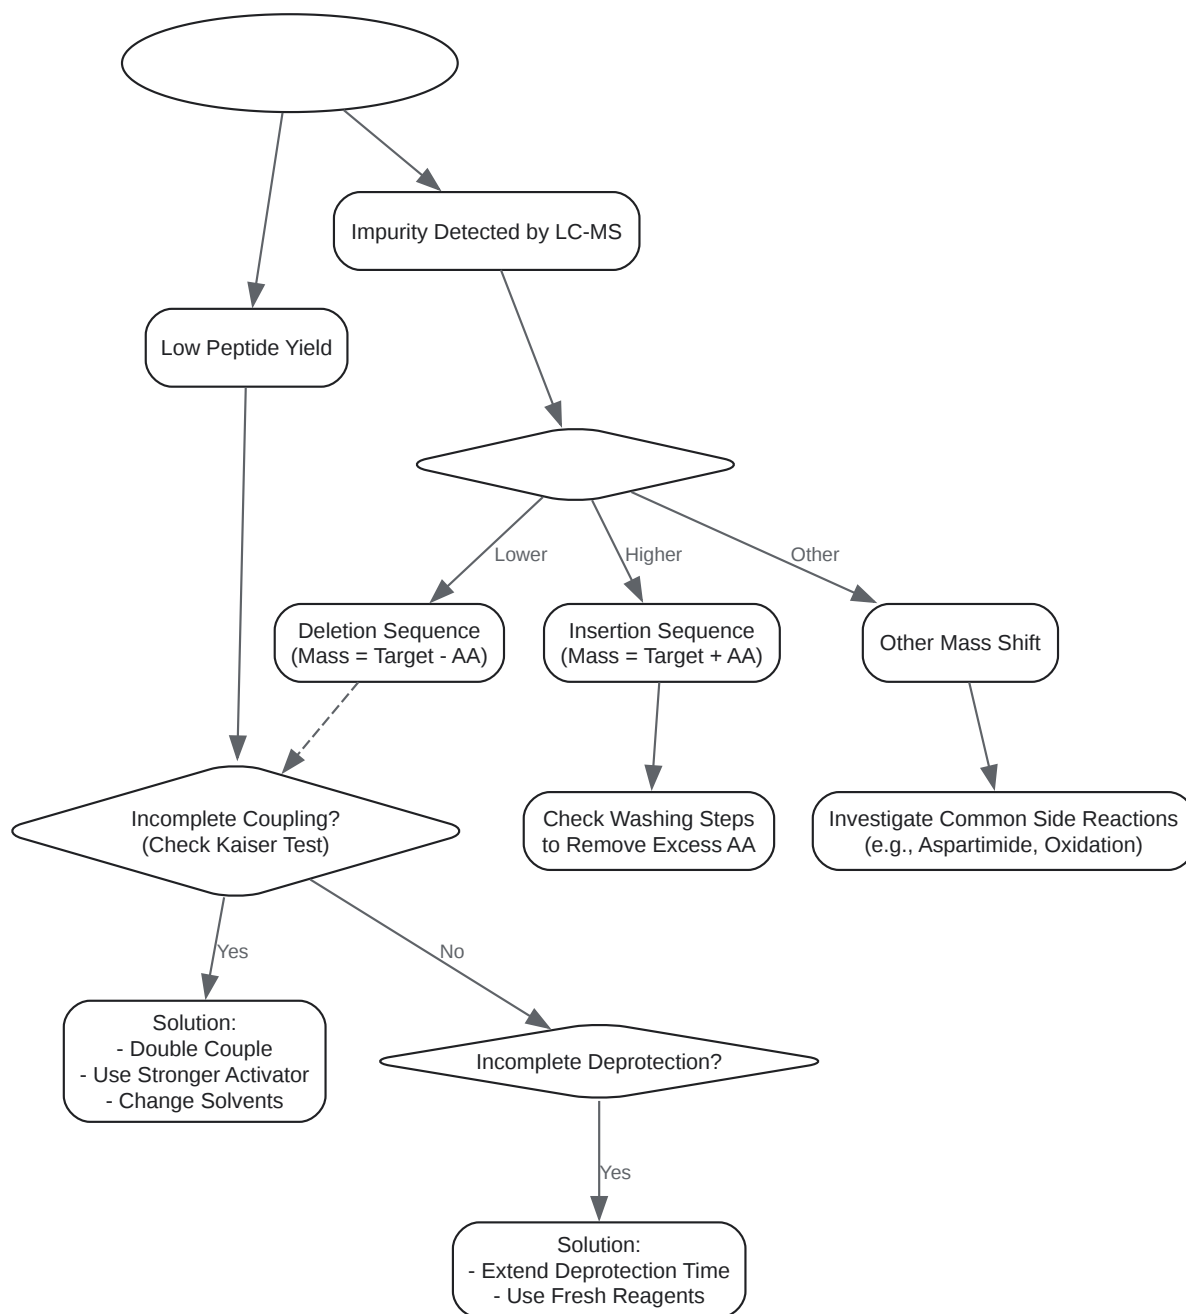 Impurity Detected by LC-MS
Low Peptide Yield
Lower
Higher
Other
Deletion Sequence
(Mass = Target - AA)
Insertion Sequence
(Mass = Target + AA)
Other Mass Shift
Incomplete Coupling?
(Check Kaiser Test)
Check Washing Steps
to Remove Excess AA
Investigate Common Side Reactions
(e.g., Aspartimide, Oxidation)
Yes
No
Solution:
- Double Couple
- Use Stronger Activator
- Change Solvents
Incomplete Deprotection?
Yes
Solution:
- Extend Deprotection Time
- Use Fresh Reagents